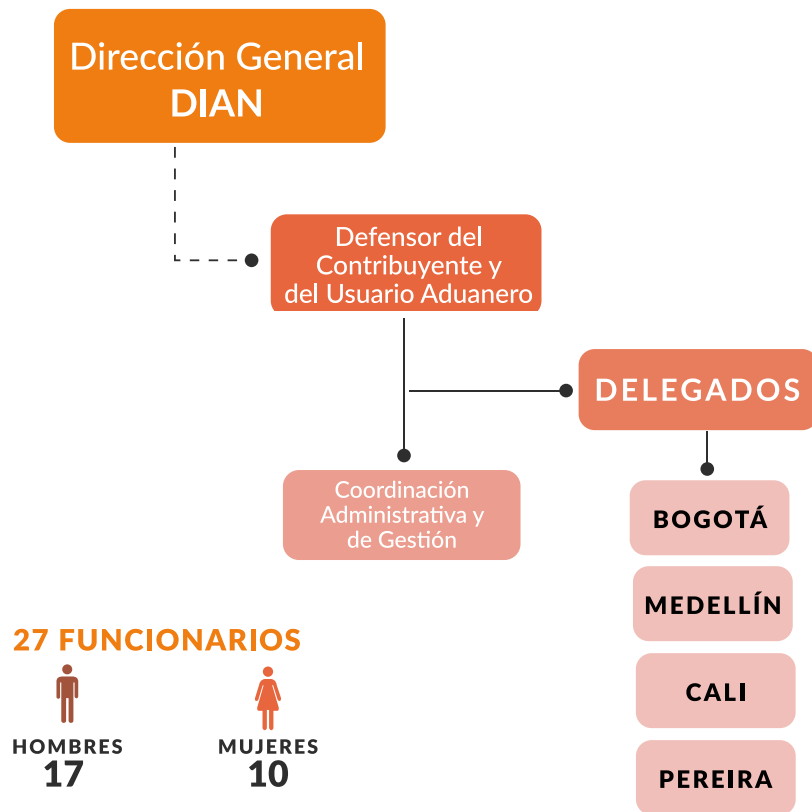 Dirección General
DIAN
Defensor del
Contribuyente y
del Usuario Aduanero
DELEGADOS
Coordinación
Administrativa y
de Gestión
BOGOTÁ
MEDELLÍN
CALI
PEREIRA
27 FUNCIONARIOS
HOMBRES
17
MUJERES
10